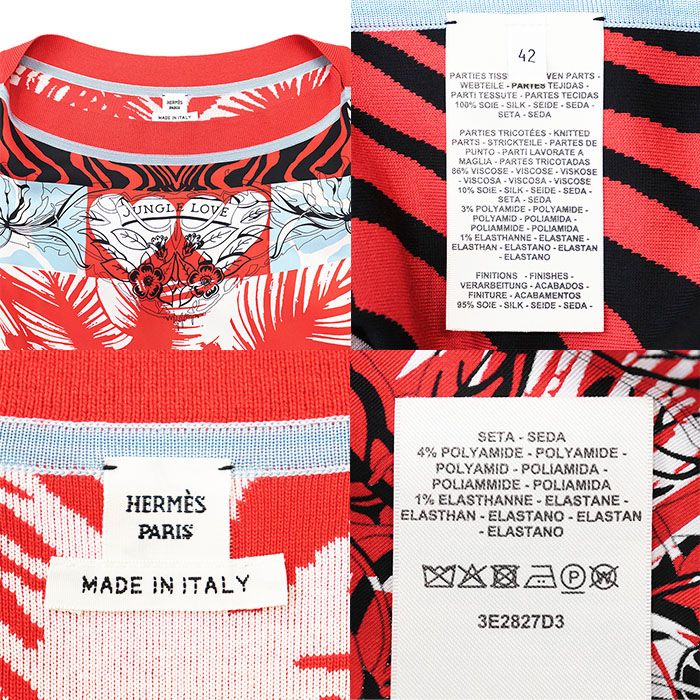 HERMÈS
PARIS
MADE IN ITALY
JUNGLE LOVE
42
PARTIES TISS VEN PARTS -
WEBTEILE - PARTES TEJIDAS -
PARTI TESSUTE - PARTES TECIDAS
100% SOIE - SILK - SEIDE - SEDA -
SETA - SEDA
PARTIES TRICOTÉES - KNITTED
PARTS - STRICKTEILE - PARTES DE
PUNTO - PARTI LAVORATE A
MAGLIA - PARTES TRICOTADAS
86% VISCOSE - VISCOSE - VISKOSE
- VISCOSA - VISCOSA - VISCOSE
10% SOIE - SILK - SEIDE - SEDA -
SETA - SEDA
3% POLYAMIDE - POLYAMIDE -
POLYAMID - POLIAMIDA -
POLIAMMIDE - POLIAMIDA
1% ELASTHANNE - ELASTANE -
ELASTHAN - ELASTANO - ELASTAN
- ELASTANO
FINITIONS - FINISHES -
VERARBEITUNG - ACABADOS -
FINITURE - ACABAMENTOS
95% SOIE - SILK - SEIDE - SEDA -
HERMÈS
PARIS
MADE IN ITALY
SETA - SEDA
4% POLYAMIDE - POLYAMIDE -
POLYAMID - POLIAMIDA -
POLIAMMIDE - POLIAMIDA
1% ELASTHANNE - ELASTANE -
ELASTHAN - ELASTANO - ELASTAN
- ELASTANO
P W
3E2827D3